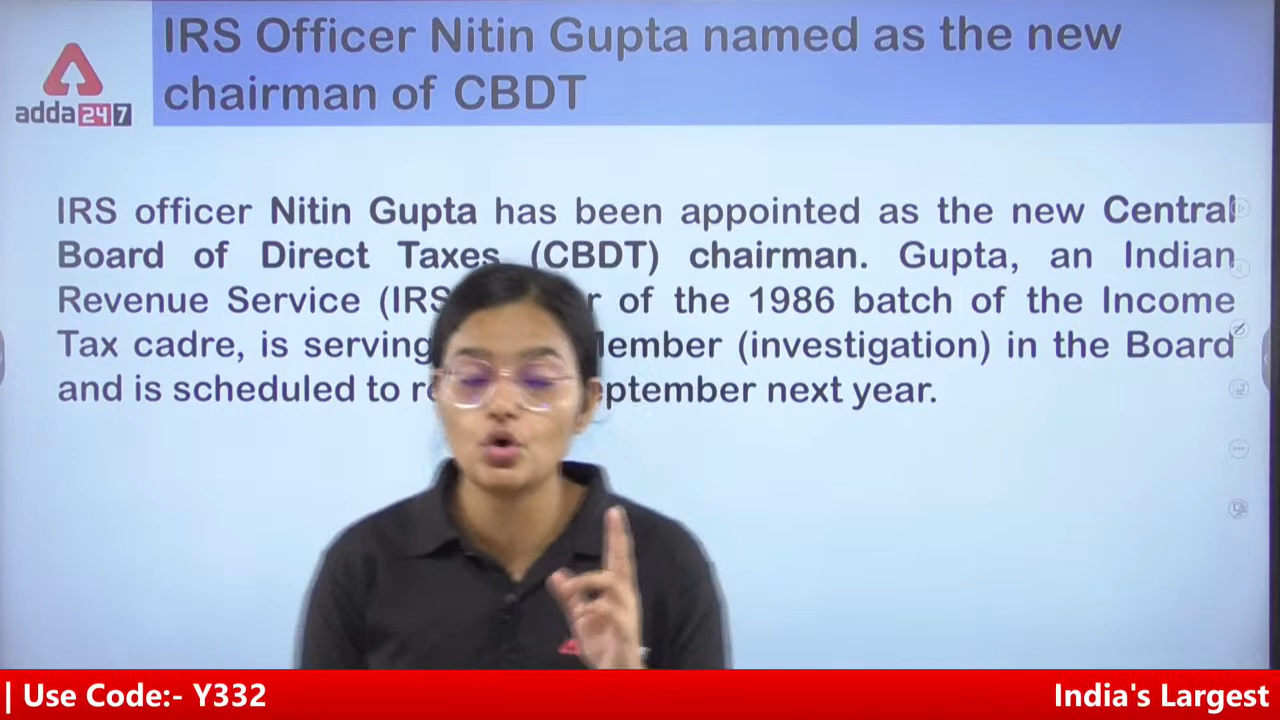 IRS Officer Nitin Gupta named as the new
chairman of CBDT
adda247
IRS officer Nitin Gupta has been appointed as the new Central
Board of Direct Taxes (CBDT) chairman. Gupta, an Indian
Revenue Service (IRS of the 1986 batch of the Income
Tax cadre, is serving (investigation) in the Board
and is scheduled to next year.
| Use Code:- Y332
India's Largest